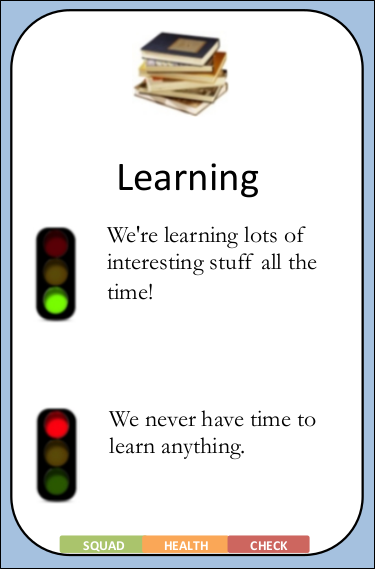 Learning
We're learning lots of
interesting stuff all the
time!
We never have time to
learn anything.
SQUAD HEALTH CHECK